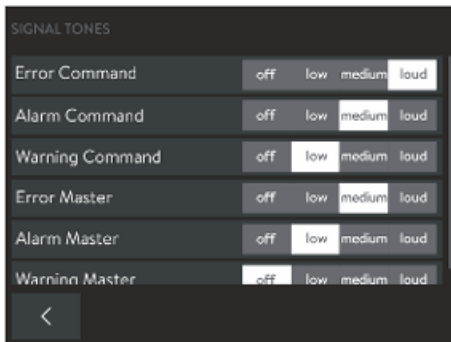 SIGNAL TONES
Error Command off low medium loud
Alarm Command off low medium loud
Warning Command off low medium loud
Error Master off low medium loud
Alarm Master off low medium loud
Warning Master off low medium loud